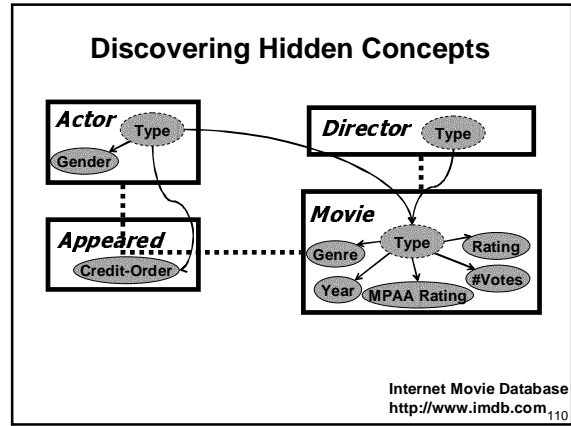 Discovering Hidden Concepts
Actor
Type
Gender
Director
Type
Appeared
Credit-Order
Movie
Type
Genre
Rating
Year
MPAA Rating
#Votes
Internet Movie Database
http://www.imdb.com
110